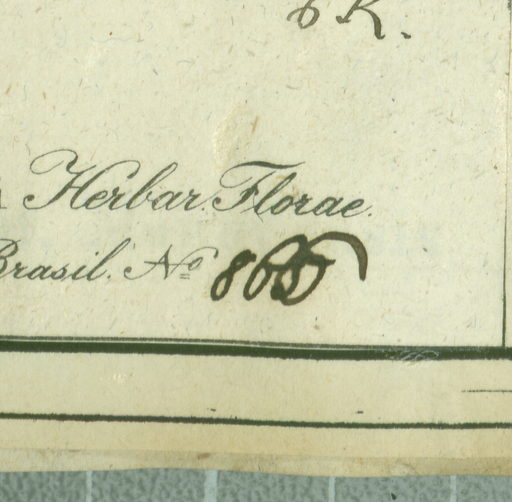 Herbar. Florae.
Brasil. No 865